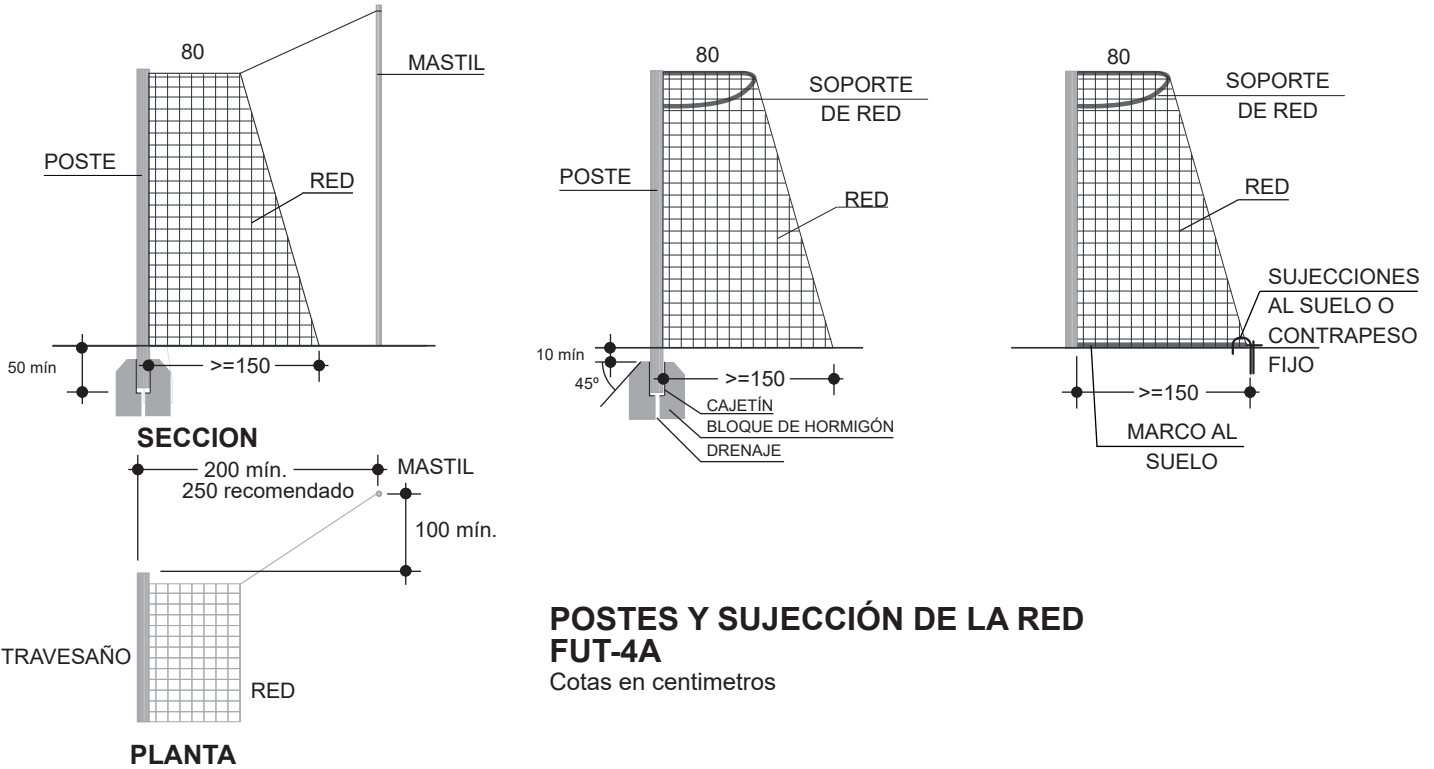 80
MASTIL
POSTE
RED
50 mín
>=150
SECCION
200 mín.
250 recomendado
MASTIL
100 mín.
TRAVESAÑO
RED
PLANTA
80
SOPORTE
DE RED
POSTE
RED
10 mín
45º
>=150
CAJETÍN
BLOQUE DE HORMIGÓN
DRENAJE
80
SOPORTE
DE RED
RED
SUJECCIONES
AL SUELO O
CONTRAPESO
FIJO
>=150
MARCO AL
SUELO
POSTES Y SUJECCIÓN DE LA RED
FUT-4A
Cotas en centimetros